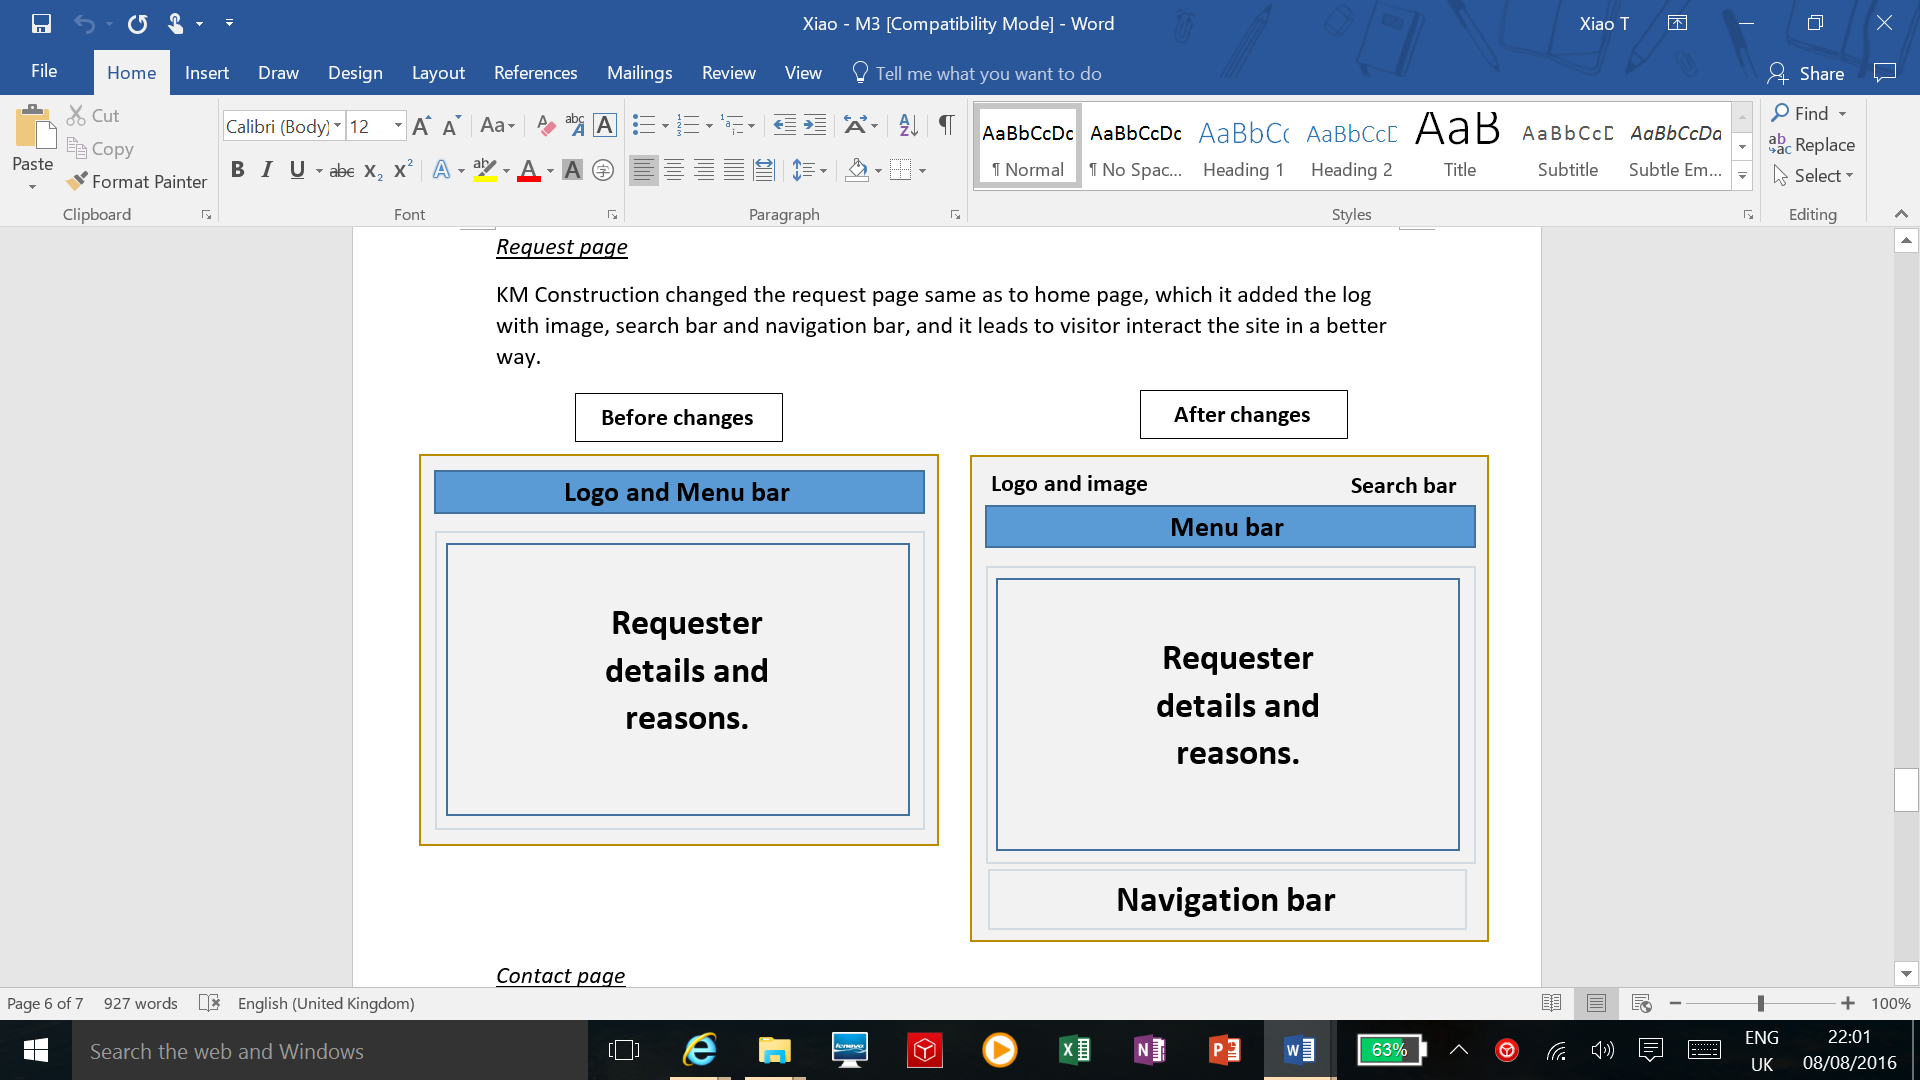 Xiao - M3 [Compatibility Mode] - Word
Xiao T
File Home Insert Draw Design Layout References Mailings Review View Tell me what you want to do
Share
Paste
Cut
Copy
Format Painter
Clipboard
Calibri (Body) 12
Font
Paragraph
AaBbCcDc AaBbCcDc AaBbCc AaBbCcD AaB AaBbCcD AaBbCcDa
¶ Normal ¶ No Spac... Heading 1 Heading 2 Title Subtitle Subtle Em...
Styles
Find
Replace
Select
Editing
Request page
KM Construction changed the request page same as to home page, which it added the log
with image, search bar and navigation bar, and it leads to visitor interact the site in a better
way.
Before changes
Logo and Menu bar
Requester
details and
reasons.
After changes
Logo and image
Search bar
Menu bar
Requester
details and
reasons.
Navigation bar
Contact page
Page 6 of 7 927 words English (United Kingdom)
100%
Search the web and Windows
63%
ENG
UK
22:01
08/08/2016